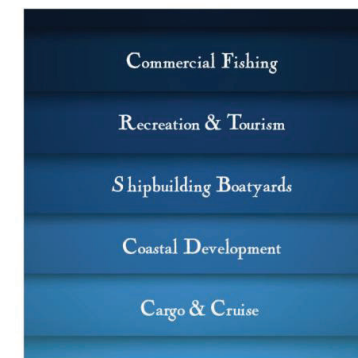 Commercial Fishing
Recreation & Tourism
Shipbuilding Boatyards
Coastal Development
Cargo & Cruise